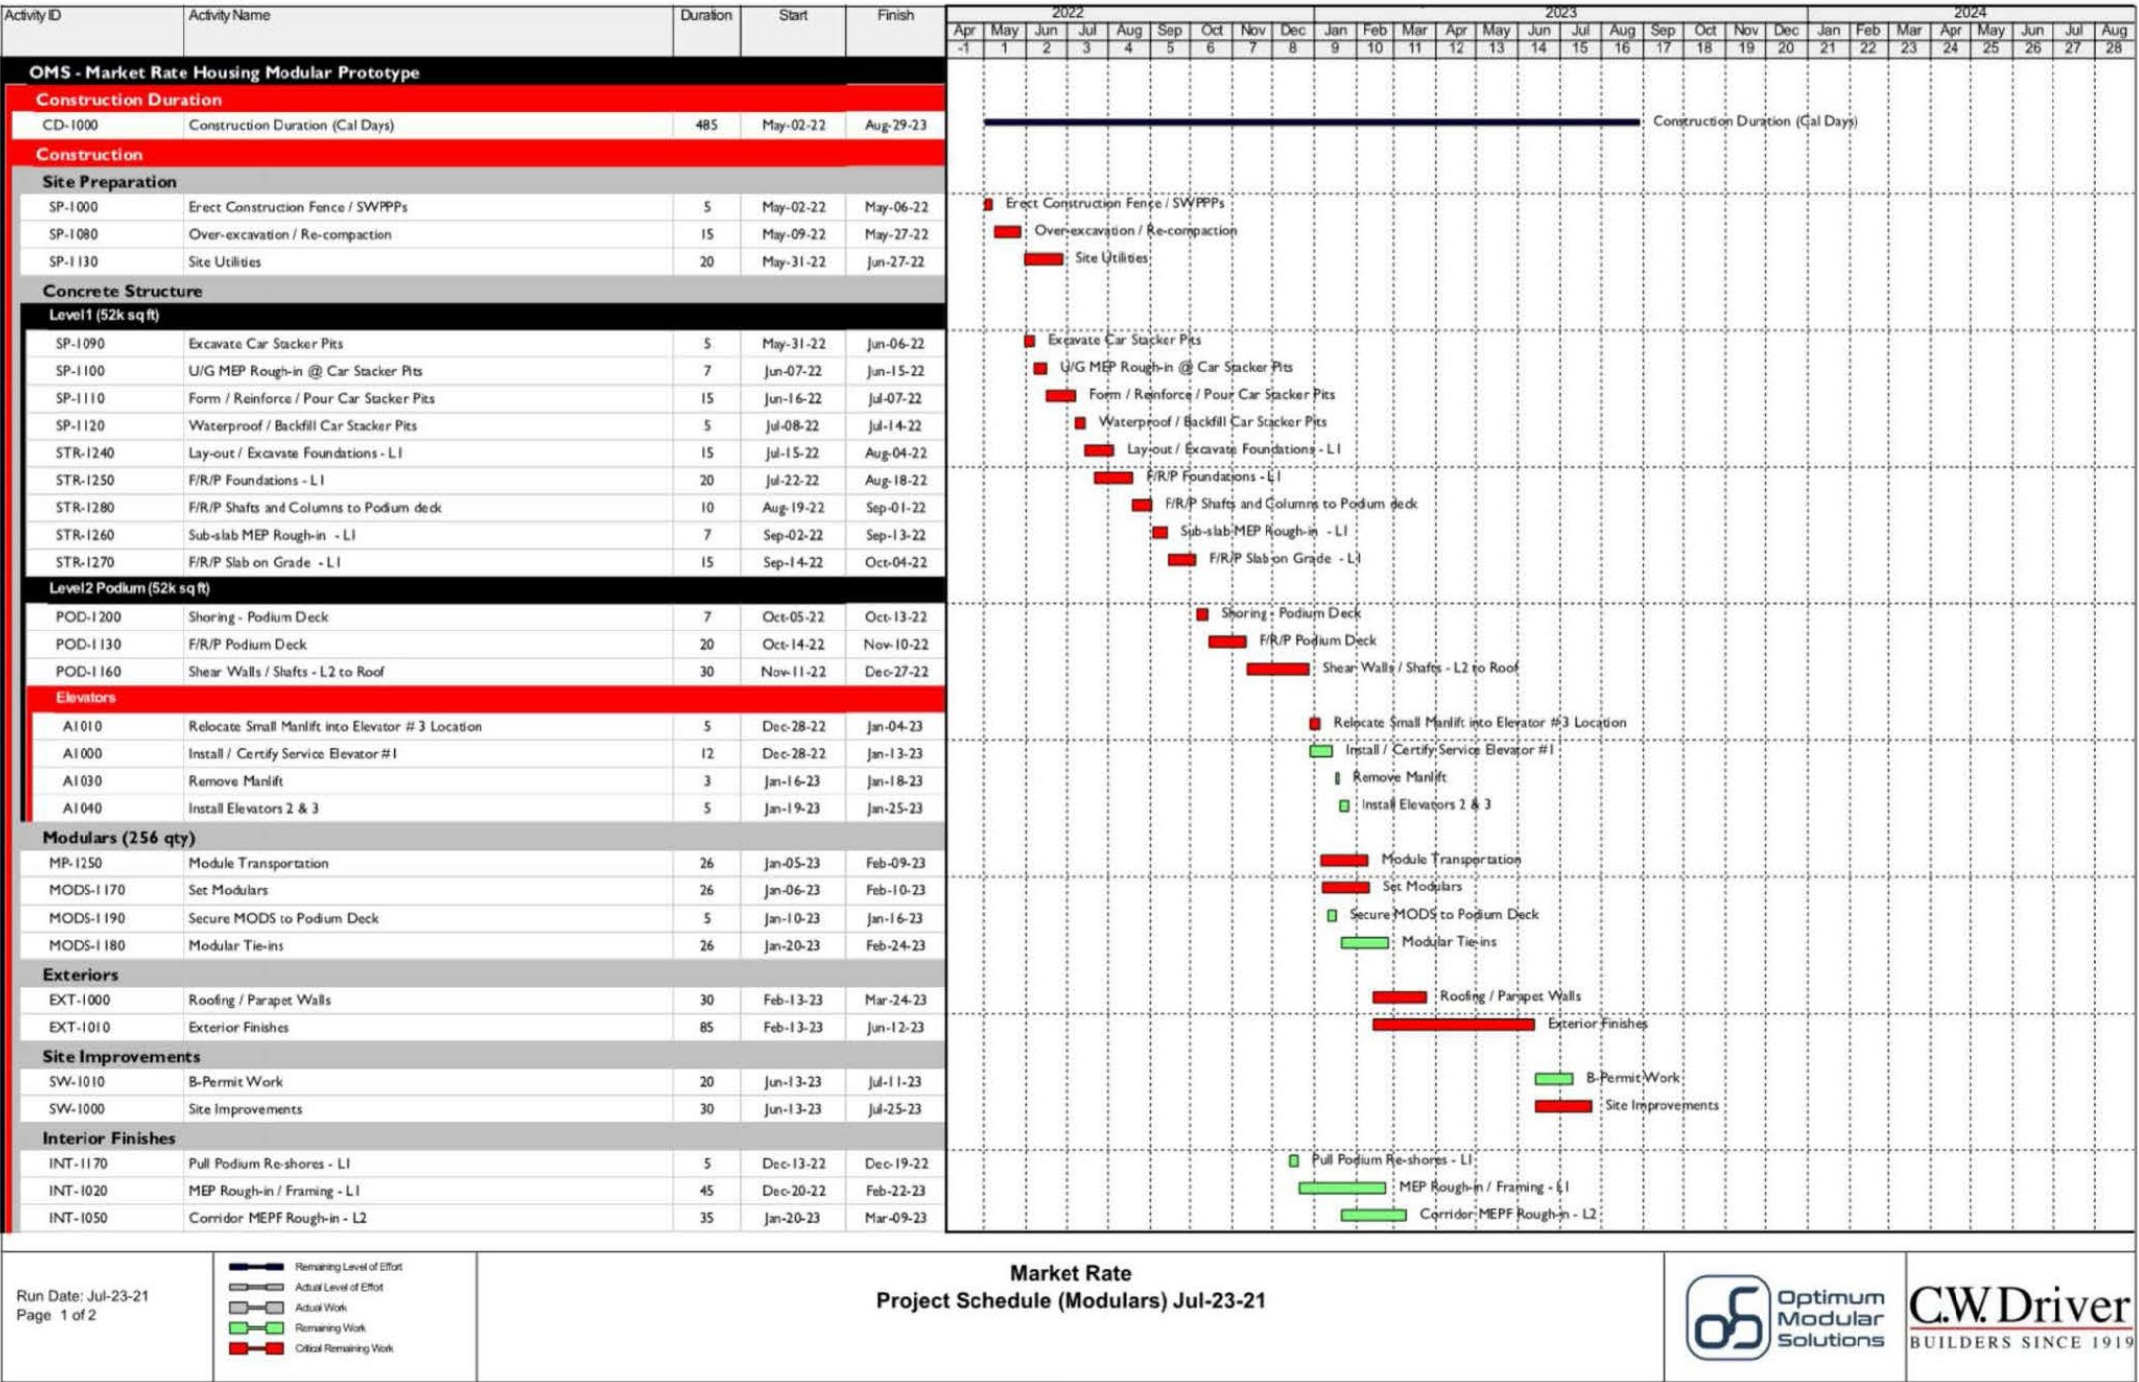 Activity ID Activity Name Duration Start Finish 2022 2023 2024
Apr May Jun Jul Aug Sep Oct Nov Dec Jan Feb Mar Apr May Jun Jul Aug Sep Oct Nov Dec Jan Feb Mar Apr May Jun Jul Aug
-1 1 2 3 4 5 6 7 8 9 10 11 12 13 14 15 16 17 18 19 20 21 22 23 24 25 26 27 28
OMS - Market Rate Housing Modular Prototype
Construction Duration
CD-1000 Construction Duration (Cal Days) 485 May-02-22 Aug-29-23 Construction Duration (Cal Days)
Construction
Site Preparation
SP-1000 Erect Construction Fence / SWPPPs 5 May-02-22 May-06-22 Erect Construction Fence / SWPPPs
SP-1080 Over-excavation / Re-compaction 15 May-09-22 May-27-22 Over-excavation / Re-compaction
SP-1130 Site Utilities 20 May-31-22 Jun-27-22 Site Utilities
Concrete Structure
Level1 (52k sq ft)
SP-1090 Excavate Car Stacker Pits 5 May-31-22 Jun-06-22 Excavate Car Stacker Pits
SP-1100 U/G MEP Rough-in @ Car Stacker Pits 7 Jun-07-22 Jun-15-22 U/G MEP Rough-in @ Car Stacker Pits
SP-1110 Form / Reinforce / Pour Car Stacker Pits 15 Jun-16-22 Jul-07-22 Form / Reinforce / Pour Car Stacker Pits
SP-1120 Waterproof / Backfill Car Stacker Pits 5 Jul-08-22 Jul-14-22 Waterproof / Backfill Car Stacker Pits
STR-1240 Lay-out / Excavate Foundations - L1 15 Jul-15-22 Aug-04-22 Lay-out / Excavate Foundations - L1
STR-1250 F/R/P Foundations - L1 20 Jul-22-22 Aug-18-22 F/R/P Foundations - L1
STR-1280 F/R/P Shafts and Columns to Podium deck 10 Aug-19-22 Sep-01-22 F/R/P Shafts and Columns to Podium deck
STR-1260 Sub-slab MEP Rough-in - L1 7 Sep-02-22 Sep-13-22 Sub-slab MEP Rough-in - L1
STR-1270 F/R/P Slab on Grade - L1 15 Sep-14-22 Oct-04-22 F/R/P Slab on Grade - L1
Level2 Podium (52k sq ft)
POD-1200 Shoring - Podium Deck 7 Oct-05-22 Oct-13-22 Shoring - Podium Deck
POD-1130 F/R/P Podium Deck 20 Oct-14-22 Nov-10-22 F/R/P Podium Deck
POD-1160 Shear Walls / Shafts - L2 to Roof 30 Nov-11-22 Dec-27-22 Shear Walls / Shafts - L2 to Roof
Elevators
A1010 Relocate Small Manlift into Elevator # 3 Location 5 Dec-28-22 Jan-04-23 Relocate Small Manlift into Elevator # 3 Location
A1000 Install / Certify Service Elevator #1 12 Dec-28-22 Jan-13-23 Install / Certify Service Elevator #1
A1030 Remove Manlift 3 Jan-16-23 Jan-18-23 Remove Manlift
A1040 Install Elevators 2 & 3 5 Jan-19-23 Jan-25-23 Install Elevators 2 & 3
Modulars (256 qty)
MP-1250 Module Transportation 26 Jan-05-23 Feb-09-23 Module Transportation
MODS-1170 Set Modulars 26 Jan-06-23 Feb-10-23 Set Modulars
MODS-1190 Secure MODS to Podium Deck 5 Jan-10-23 Jan-16-23 Secure MODS to Podium Deck
MODS-1180 Modular Tie-ins 26 Jan-20-23 Feb-24-23 Modular Tie-ins
Exteriors
EXT-1000 Roofing / Parapet Walls 30 Feb-13-23 Mar-24-23 Roofing / Parapet Walls
EXT-1010 Exterior Finishes 85 Feb-13-23 Jun-12-23 Exterior Finishes
Site Improvements
SW-1010 B-Permit Work 20 Jun-13-23 Jul-11-23 B-Permit Work
SW-1000 Site Improvements 30 Jun-13-23 Jul-25-23 Site Improvements
Interior Finishes
INT-1170 Pull Podium Re-shores - L1 5 Dec-13-22 Dec-19-22 Pull Podium Re-shores - L1
INT-1020 MEP Rough-in / Framing - L1 45 Dec-20-22 Feb-22-23 MEP Rough-in / Framing - L1
INT-1050 Corridor MEPF Rough-in - L2 35 Jan-20-23 Mar-09-23 Corridor MEPF Rough-in - L2
Run Date: Jul-23-21
Page 1 of 2
Remaining Level of Effort
Actual Level of Effort
Actual Work
Remaining Work
Critical Remaining Work
Market Rate
Project Schedule (Modulars) Jul-23-21
Optimum
Modular
Solutions
C.W. Driver
BUILDERS SINCE 1919